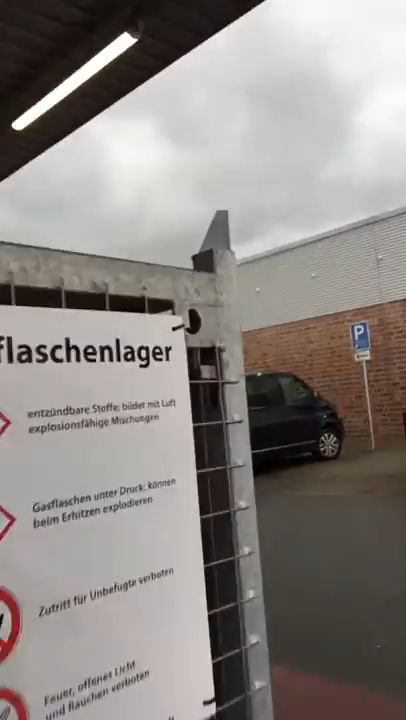 flaschenlager
entzündbare Stoffe; bildet mit Luft
explosionsfähige Mischungen
Gasflaschen unter Druck; können
beim Erhitzen explodieren
Zutritt für Unbefugte verboten
Feuer, offenes Licht
und Rauchen verboten
P